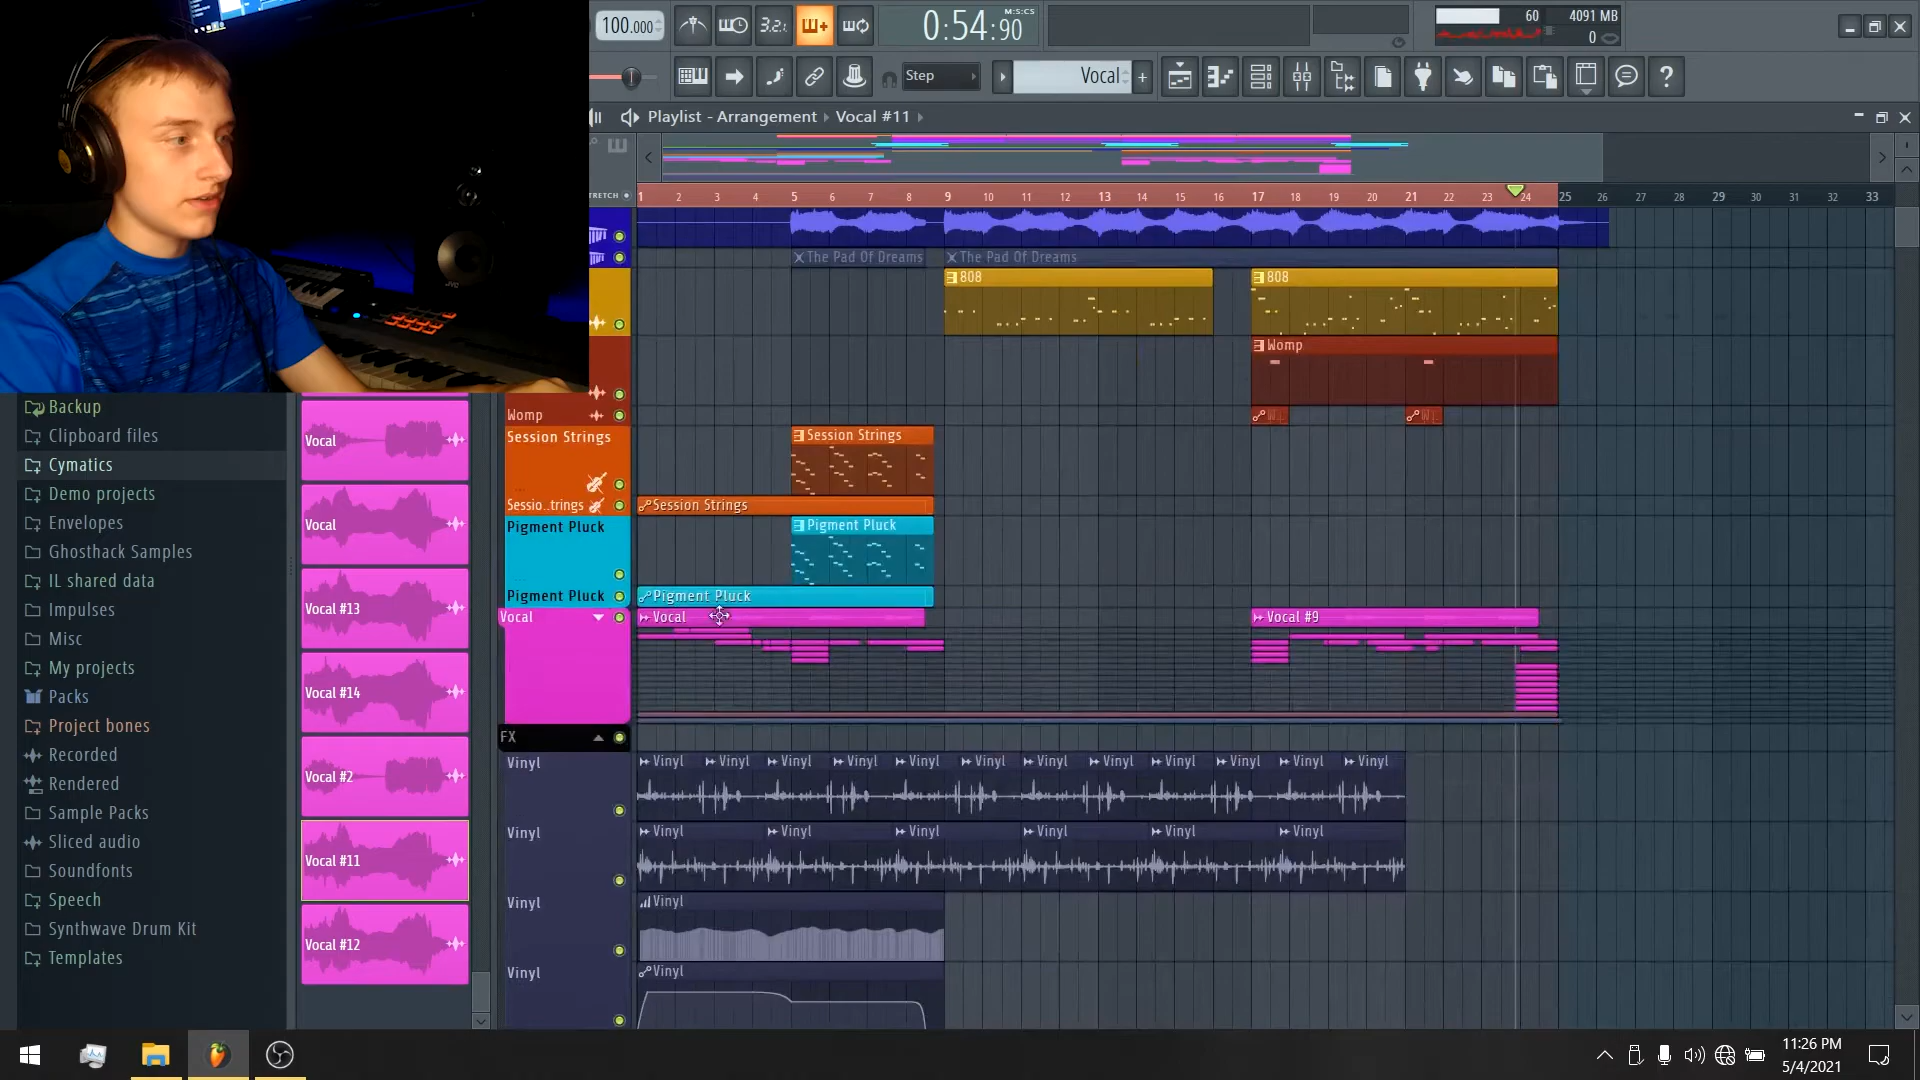 100.000
3.2.1
0:54:90
M:S:CS
60
4091 MB
0
Step
Vocal
Playlist - Arrangement › Vocal #11 ›
TRETCH
1 2 3 4 5 6 7 8 9 10 11 12 13 14 15 16 17 18 19 20 21 22 23 24 25 26 27 28 29 30 31 32 33
The Pad Of Dreams
The Pad Of Dreams
808
808
Womp
Womp
Session Strings
Session Strings
Sessio..trings
Session Strings
Pigment Pluck
Pigment Pluck
Pigment Pluck
Pigment Pluck
Vocal
Vocal
Vocal #9
FX
Vinyl
Vinyl Vinyl Vinyl Vinyl Vinyl Vinyl Vinyl Vinyl Vinyl Vinyl Vinyl Vinyl
Vinyl
Vinyl Vinyl Vinyl Vinyl Vinyl Vinyl
Vinyl
Vinyl
Vinyl
Vinyl
Backup
Clipboard files
Cymatics
Demo projects
Envelopes
Ghosthack Samples
IL shared data
Impulses
Misc
My projects
Packs
Project bones
Recorded
Rendered
Sample Packs
Sliced audio
Soundfonts
Speech
Synthwave Drum Kit
Templates
Vocal
Vocal
Vocal #13
Vocal #14
Vocal #2
Vocal #11
Vocal #12
11:26 PM
5/4/2021